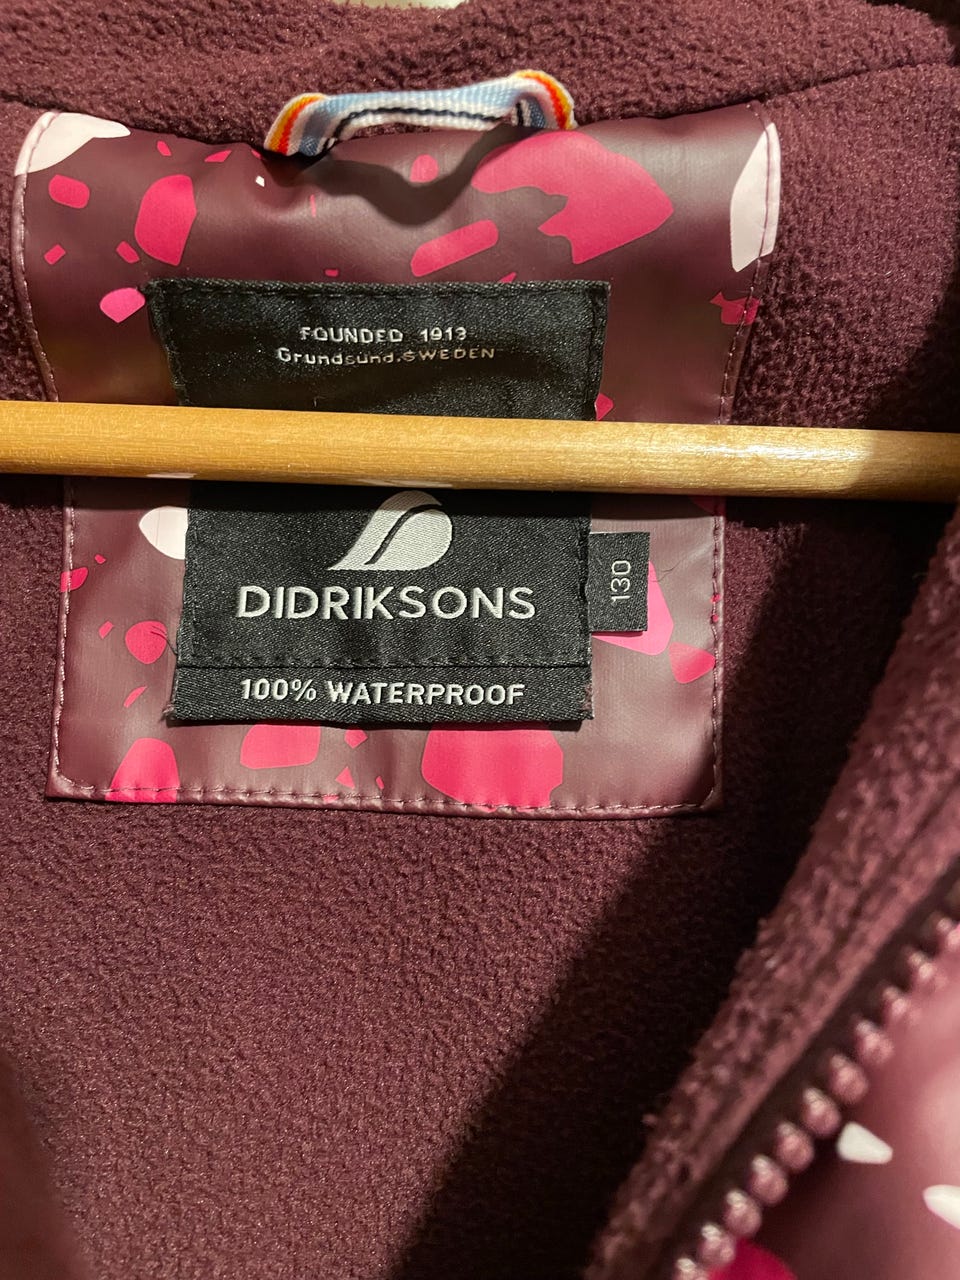 FOUNDED 1913
Grundsund.SWEDEN
DIDRIKSONS
130
100% WATERPROOF